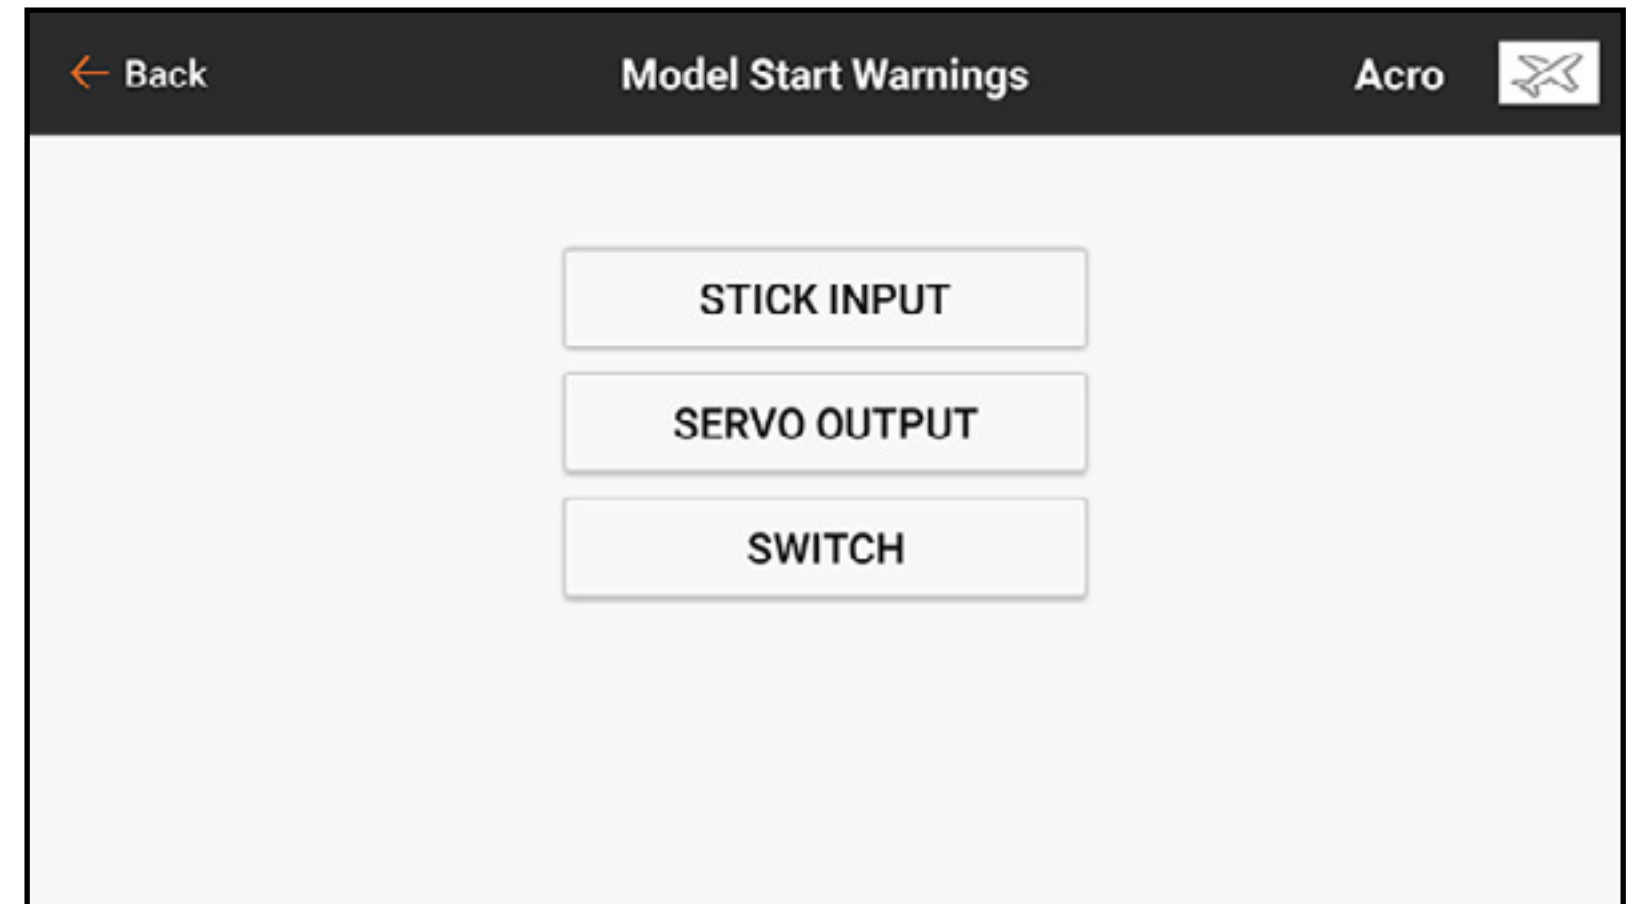 Back
Model Start Warnings
Acro
STICK INPUT
SERVO OUTPUT
SWITCH